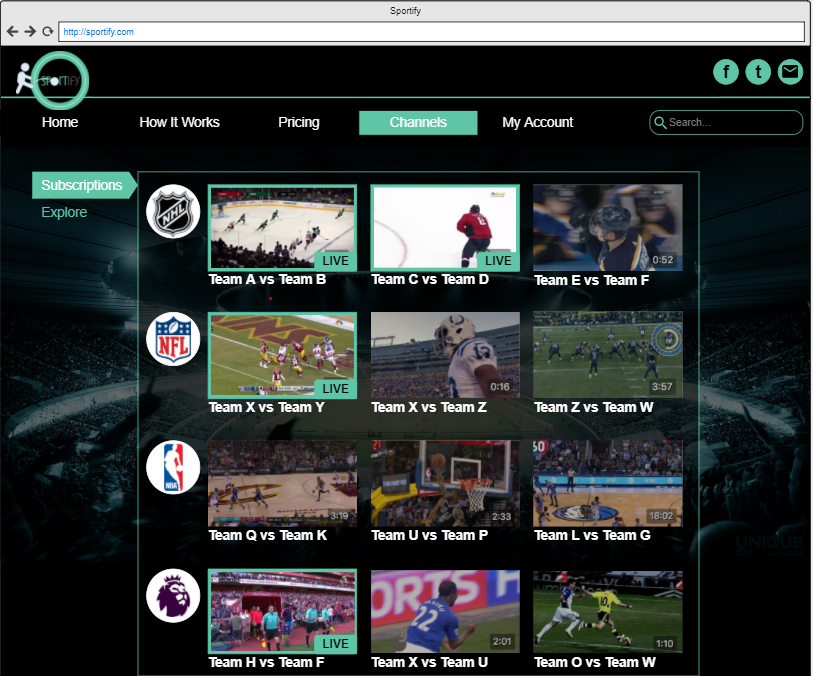 Sportify
http://sportify.com
SPORTIFY
f t
Home How It Works Pricing Channels My Account Search...
Subscriptions
Explore
NHL
LIVE LIVE 0:52
Team A vs Team B Team C vs Team D Team E vs Team F
NFL
LIVE 0:16 3:57
Team X vs Team Y Team X vs Team Z Team Z vs Team W
NBA
3:19 2:33 18:02
Team Q vs Team K Team U vs Team P Team L vs Team G
LIVE 2:01 1:10
Team H vs Team F Team X vs Team U Team O vs Team W
UNIQUE